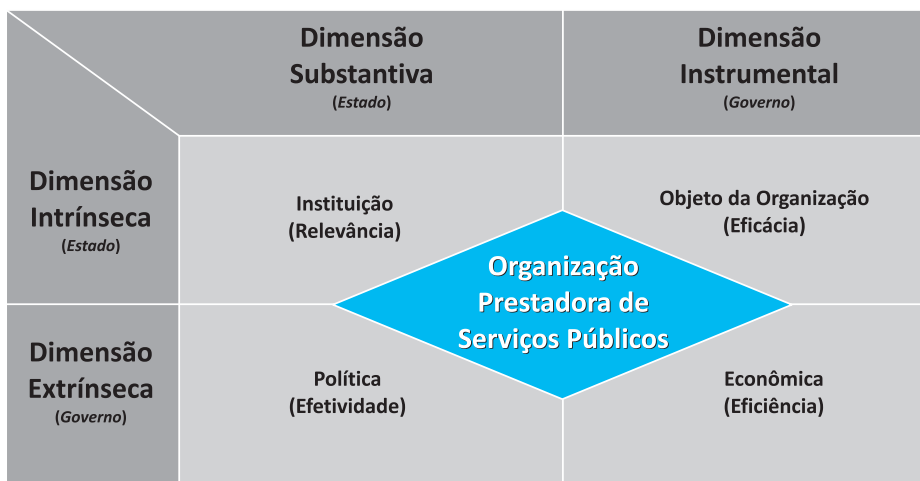 Dimensão
Substantiva
(Estado)
Dimensão
Instrumental
(Governo)
Dimensão
Intrínseca
(Estado)
Instituição
(Relevância)
Objeto da Organização
(Eficácia)
Organização
Prestadora de
Serviços Públicos
Dimensão
Extrínseca
(Governo)
Política
(Efetividade)
Econômica
(Eficiência)